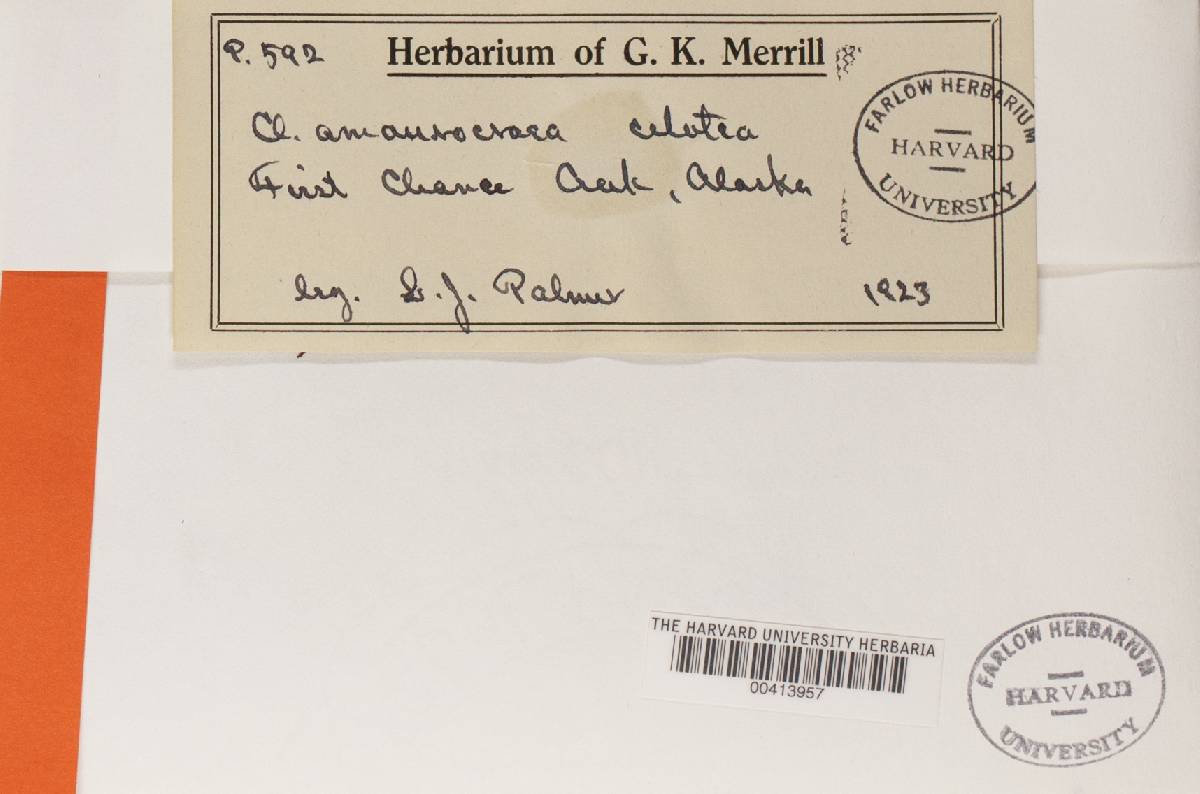 P. 592
Herbarium of G. K. Merrill
Cl. amaurocraea celotea
First Chance Creek, Alaska
leg. L. J. Palmer
1923
FARLOW HERBARIUM
HARVARD
UNIVERSITY
THE HARVARD UNIVERSITY HERBARIA
00413957
FARLOW HERBARIUM
HARVARD
UNIVERSITY